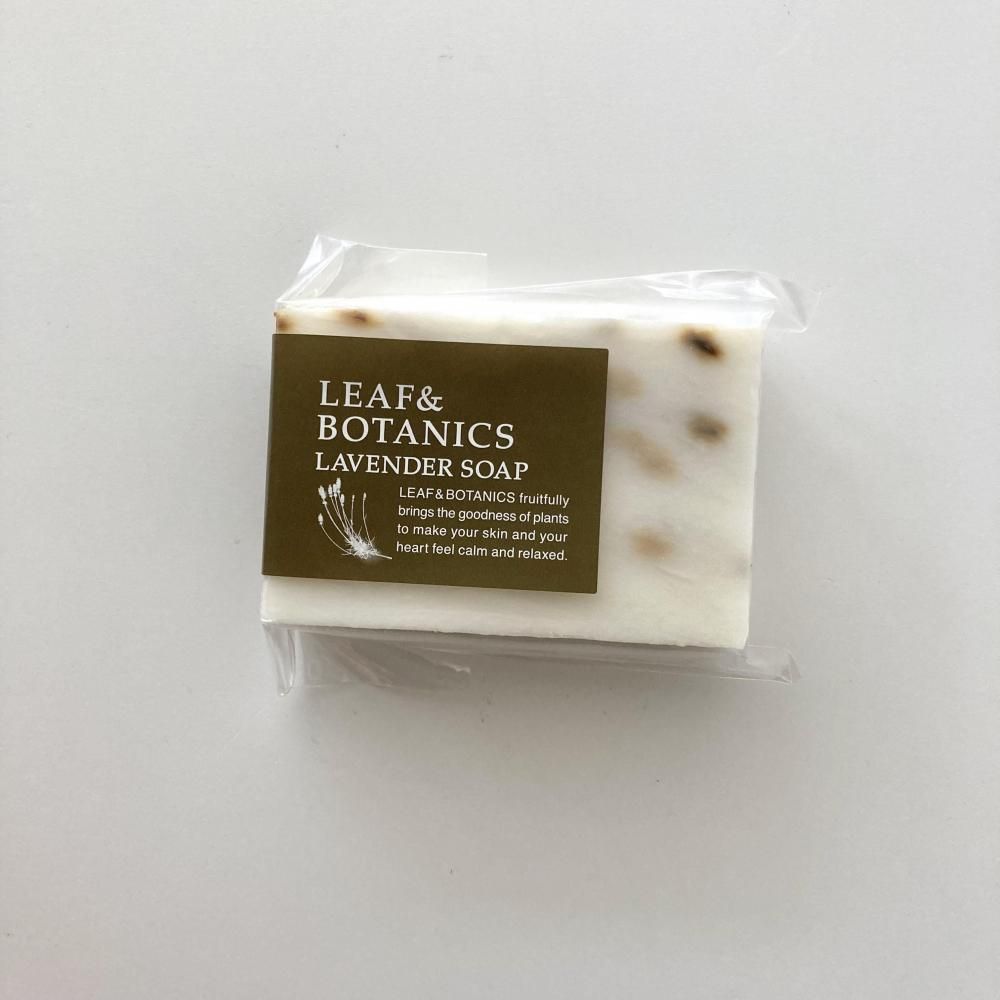 LEAF&
BOTANICS
LAVENDER SOAP
LEAF & BOTANICS fruitfully
brings the goodness of plants
to make your skin and your
heart feel calm and relaxed.